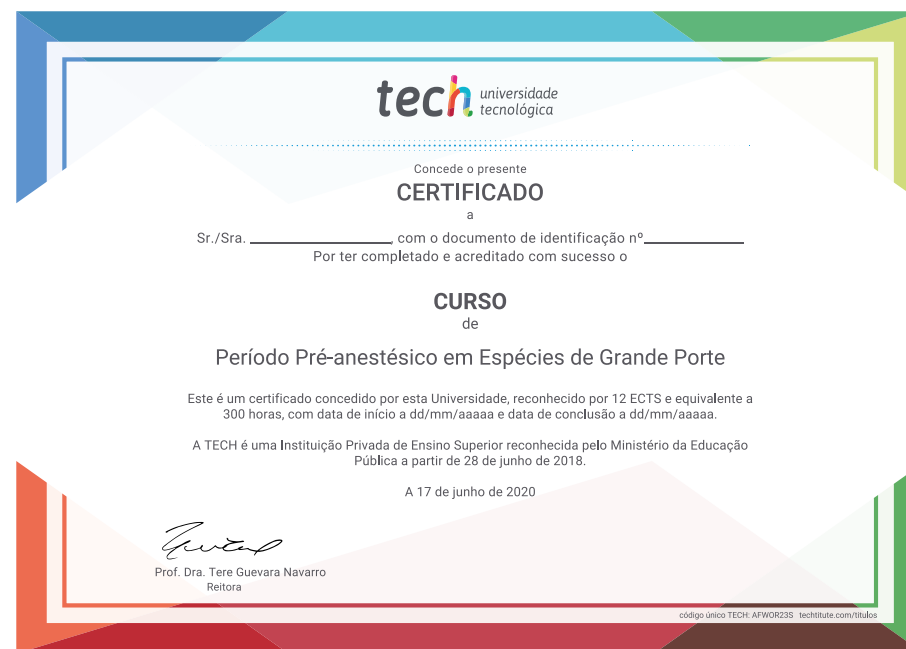 tech universidade
tecnológica
Concede o presente
CERTIFICADO
a
Sr./Sra. ____________________, com o documento de identificação nº______________
Por ter completado e acreditado com sucesso o
CURSO
de
Período Pré-anestésico em Espécies de Grande Porte
Este é um certificado concedido por esta Universidade, reconhecido por 12 ECTS e equivalente a
300 horas, com data de início a dd/mm/aaaaa e data de conclusão a dd/mm/aaaaa.
A TECH é uma Instituição Privada de Ensino Superior reconhecida pelo Ministério da Educação
Pública a partir de 28 de junho de 2018.
A 17 de junho de 2020
Prof. Dra. Tere Guevara Navarro
Reitora
código único TECH: AFWOR23S techtitute.com/titulos